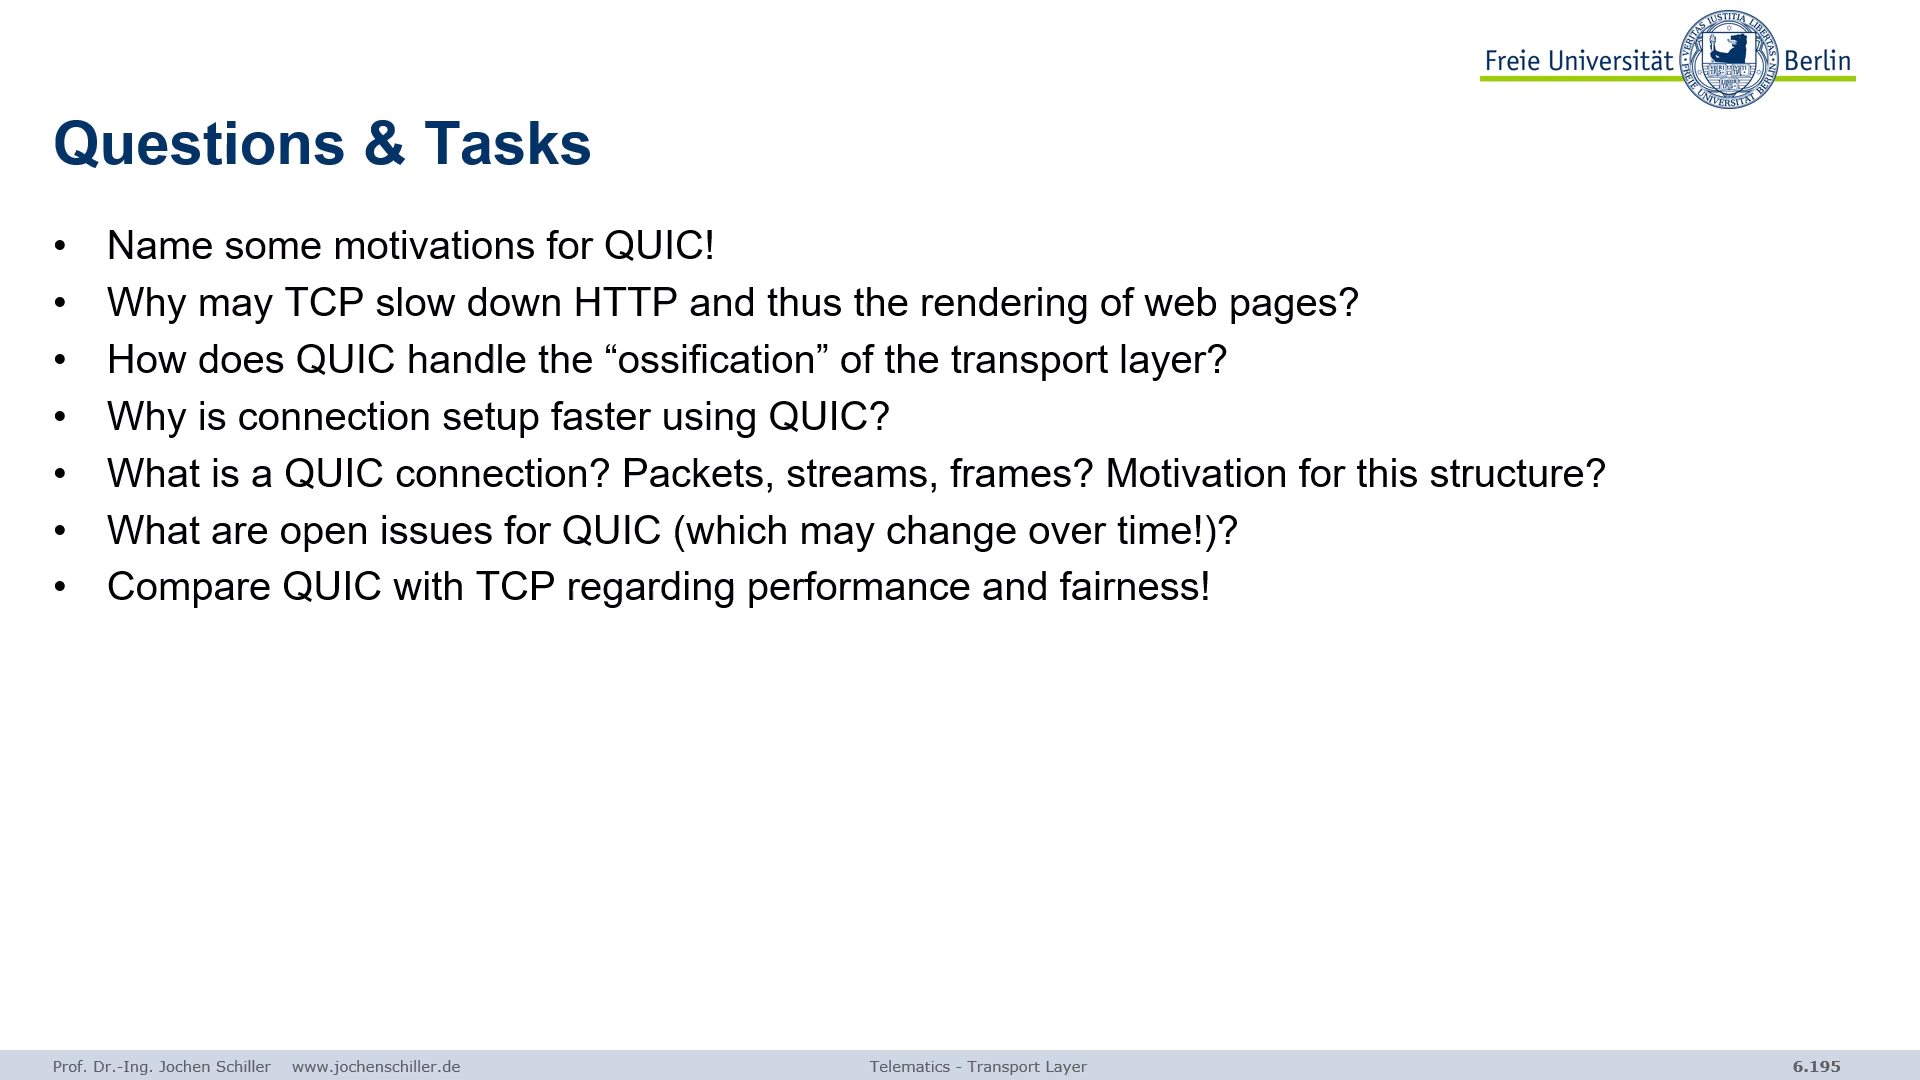 Freie Universität Berlin
Questions & Tasks
• Name some motivations for QUIC!
• Why may TCP slow down HTTP and thus the rendering of web pages?
• How does QUIC handle the “ossification” of the transport layer?
• Why is connection setup faster using QUIC?
• What is a QUIC connection? Packets, streams, frames? Motivation for this structure?
• What are open issues for QUIC (which may change over time!)?
• Compare QUIC with TCP regarding performance and fairness!
Prof. Dr.-Ing. Jochen Schiller www.jochenschiller.de Telematics - Transport Layer 6.195